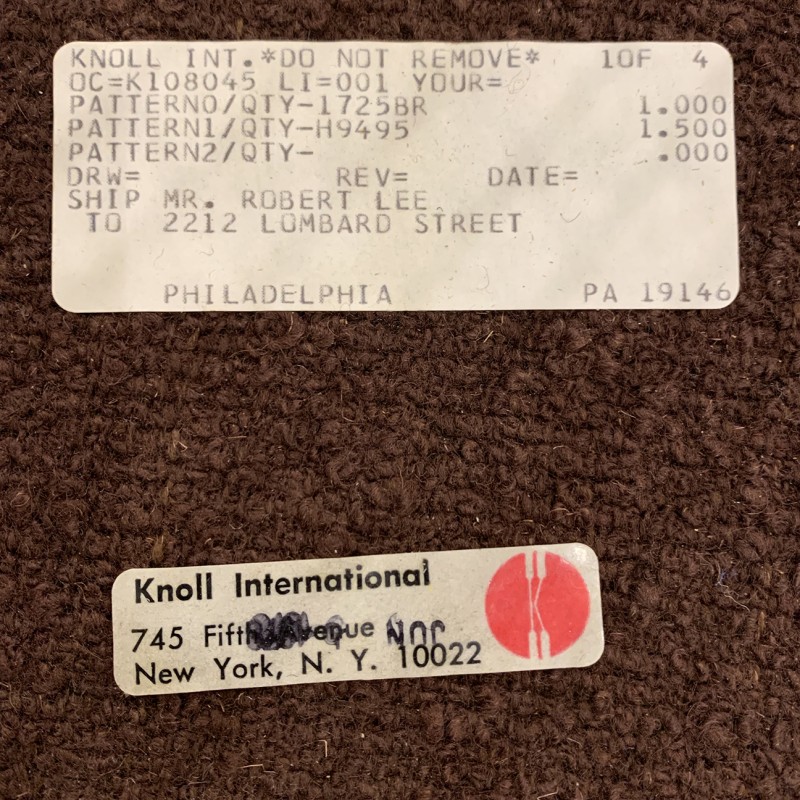 KNOLL INT.*DO NOT REMOVE* 1OF 4
OC=K108045 LI=001 YOUR=
PATTERN0/QTY-1725BR 1.000
PATTERN1/QTY-H9495 1.500
PATTERN2/QTY- .000
DRW= REV= DATE=
SHIP MR. ROBERT LEE
TO 2212 LOMBARD STREET
PHILADELPHIA PA 19146
Knoll International
745 Fifth Avenue
New York, N. Y. 10022